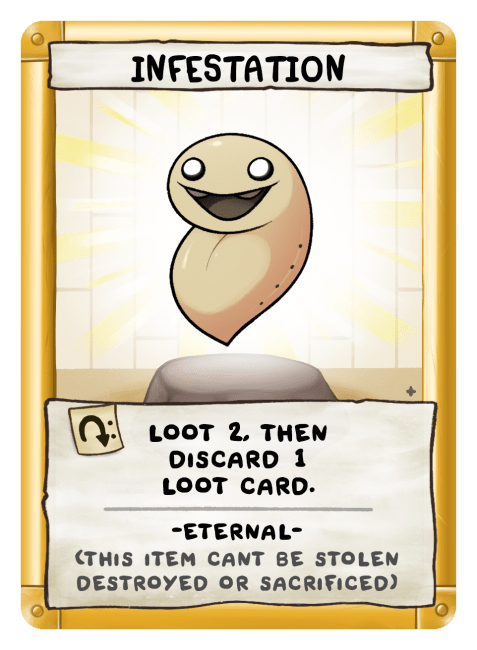 INFESTATION
LOOT 2, THEN
DISCARD 1
LOOT CARD.
-ETERNAL-
(THIS ITEM CANT BE STOLEN
DESTROYED OR SACRIFICED)